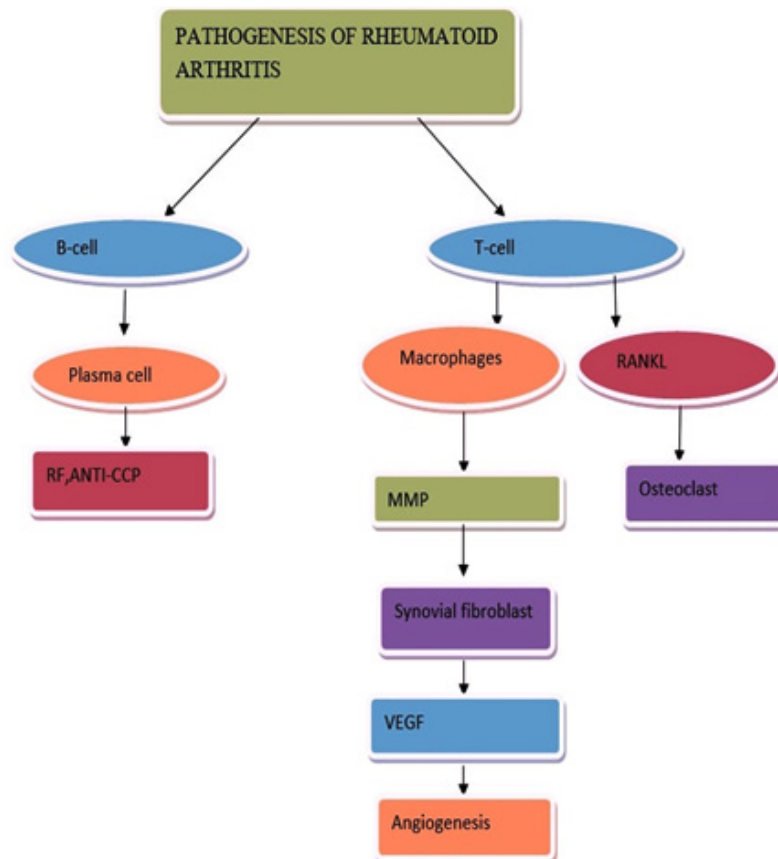 PATHOGENESIS OF RHEUMATOID
ARTHRITIS
B-cell
T-cell
Plasma cell
Macrophages
RANKL
RF,ANTI-CCP
MMP
Osteoclast
Synovial fibroblast
VEGF
Angiogenesis